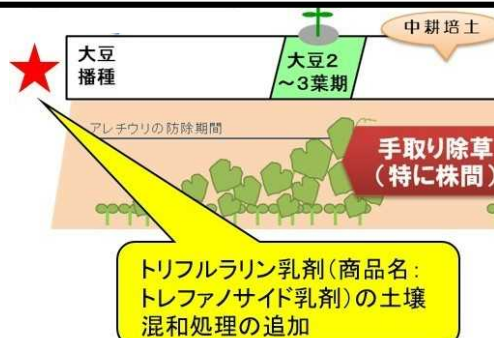 中耕培土
大豆
播種
大豆2
～3葉期
アレチウリの防除期間
手取り除草
（特に株間）
トリフルラリン乳剤（商品名：
トレファノサイド乳剤）の土壌
混和処理の追加